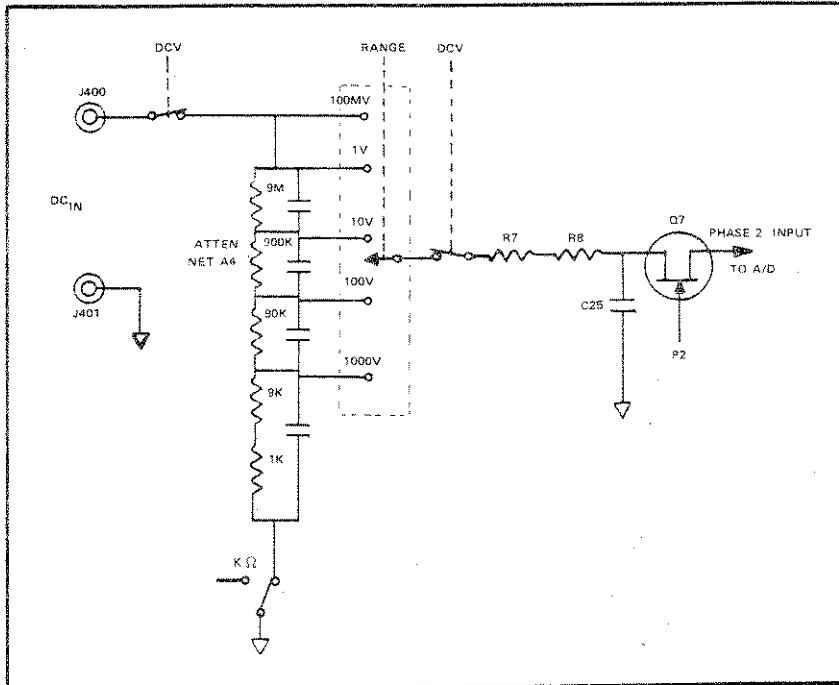 DCV
RANGE
DCV
J400
100MV
1V
DC IN
9M
10V
Q7
PHASE 2 INPUT
ATTEN
NET A4
900K
R7
R8
TO A/D
J401
90K
100V
C25
P2
1000V
9K
1K
K Ω